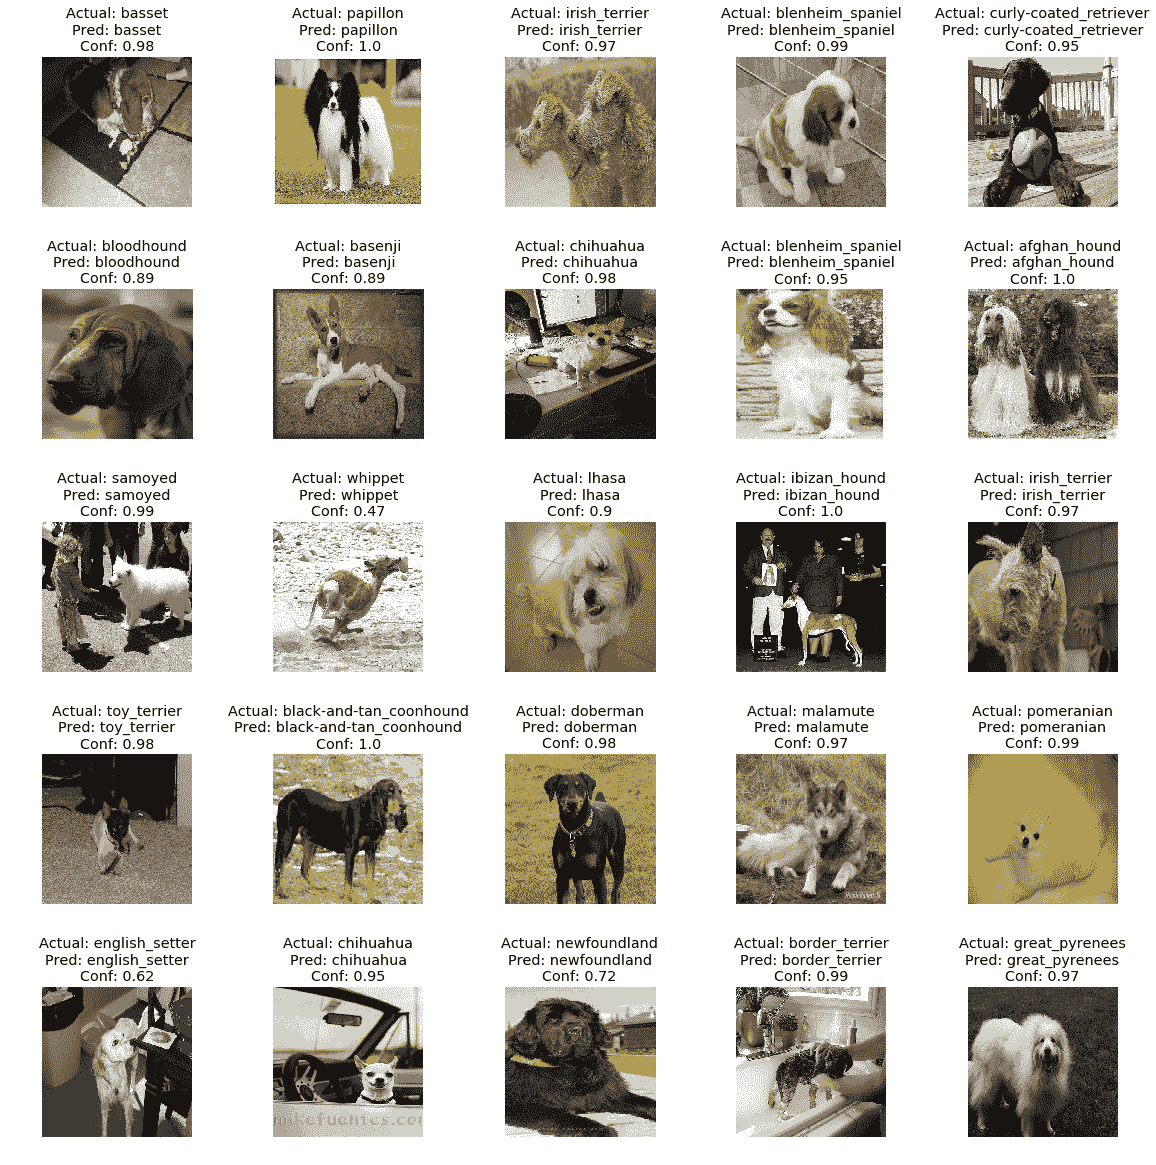 Actual: basset
Pred: basset
Conf: 0.98
Actual: papillon
Pred: papillon
Conf: 1.0
Actual: irish_terrier
Pred: irish_terrier
Conf: 0.97
Actual: blenheim_spaniel
Pred: blenheim_spaniel
Conf: 0.99
Actual: curly-coated_retriever
Pred: curly-coated_retriever
Conf: 0.95
Actual: bloodhound
Pred: bloodhound
Conf: 0.89
Actual: basenji
Pred: basenji
Conf: 0.89
Actual: chihuahua
Pred: chihuahua
Conf: 0.98
Actual: blenheim_spaniel
Pred: blenheim_spaniel
Conf: 0.95
Actual: afghan_hound
Pred: afghan_hound
Conf: 1.0
Actual: samoyed
Pred: samoyed
Conf: 0.99
Actual: whippet
Pred: whippet
Conf: 0.47
Actual: lhasa
Pred: lhasa
Conf: 0.9
Actual: ibizan_hound
Pred: ibizan_hound
Conf: 1.0
Actual: irish_terrier
Pred: irish_terrier
Conf: 0.97
Actual: toy_terrier
Pred: toy_terrier
Conf: 0.98
Actual: black-and-tan_coonhound
Pred: black-and-tan_coonhound
Conf: 1.0
Actual: doberman
Pred: doberman
Conf: 0.98
Actual: malamute
Pred: malamute
Conf: 0.97
Actual: pomeranian
Pred: pomeranian
Conf: 0.99
Actual: english_setter
Pred: english_setter
Conf: 0.62
Actual: chihuahua
Pred: chihuahua
Conf: 0.95
Actual: newfoundland
Pred: newfoundland
Conf: 0.72
Actual: border_terrier
Pred: border_terrier
Conf: 0.99
Actual: great_pyrenees
Pred: great_pyrenees
Conf: 0.97